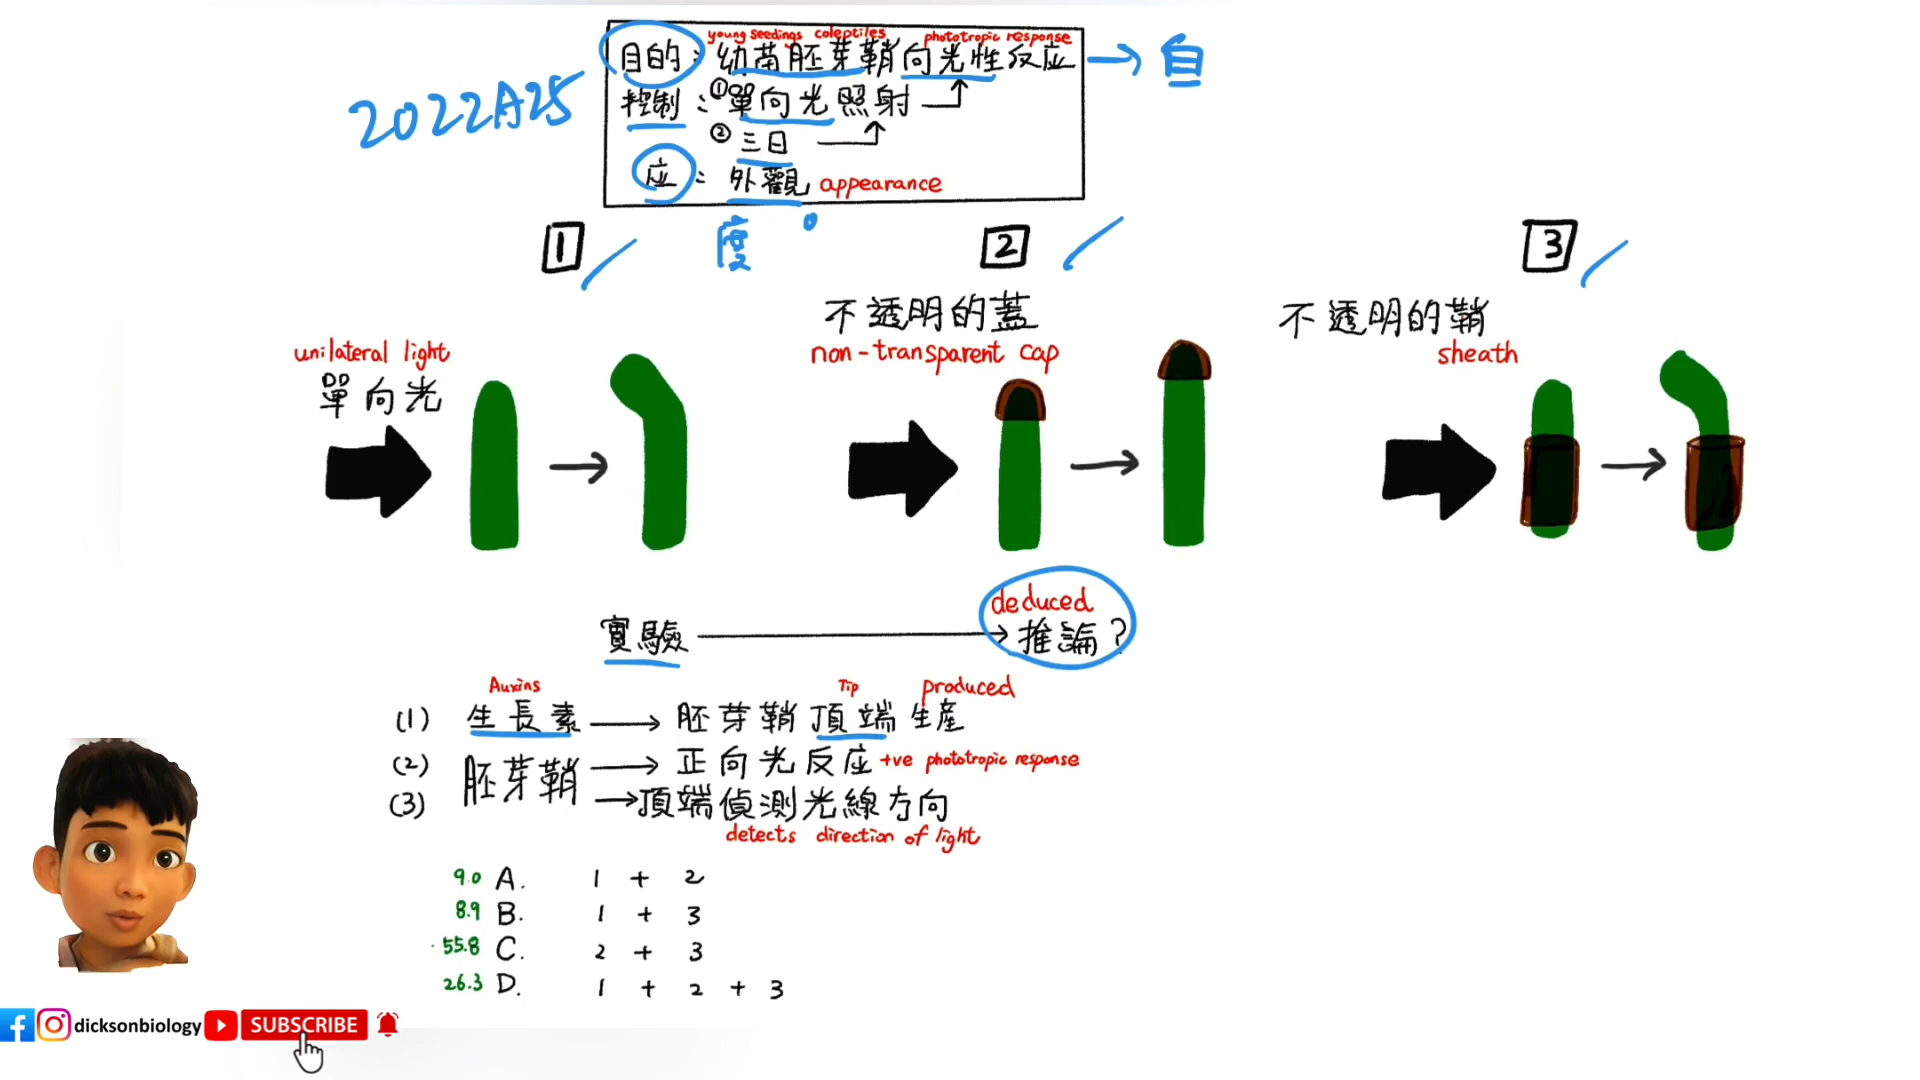 2022A25
young seedings coleptiles phototropic response
目的：幼苗胚芽鞘向光性反应 → 自
控制：①單向光照射
②三日
应：外觀 appearance
度 °
1
2
3
不透明的蓋
non-transparent cap
不透明的鞘
sheath
unilateral light
單向光
deduced
實驗 → 推論？
Auxins Tip produced
(1) 生長素 → 胚芽鞘頂端生產
(2) 胚芽鞘 → 正向光反应 +ve phototropic response
(3) → 頂端偵測光線方向
detects direction of light
9.0 A. 1 + 2
8.9 B. 1 + 3
55.8 C. 2 + 3
26.3 D. 1 + 2 + 3
dicksonbiology SUBSCRIBE